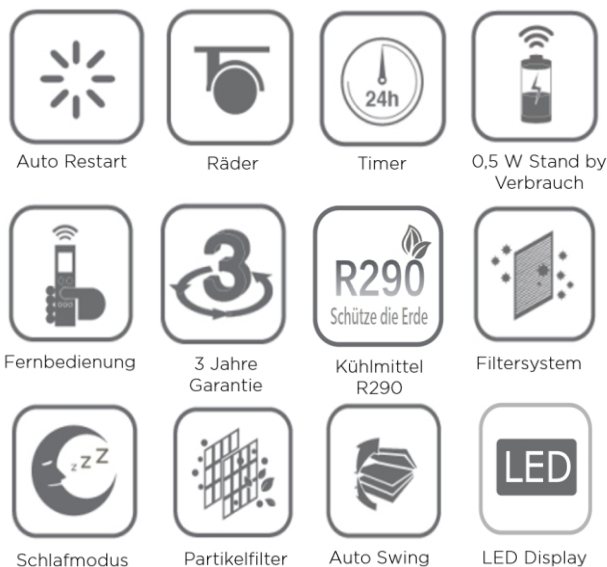 24h
Auto Restart
Räder
Timer
0,5 W Stand by
Verbrauch
3
R290
Schütze die Erde
Fernbedienung
3 Jahre
Garantie
Kühlmittel
R290
Filtersystem
zzZ
LED
Schlafmodus
Partikelfilter
Auto Swing
LED Display